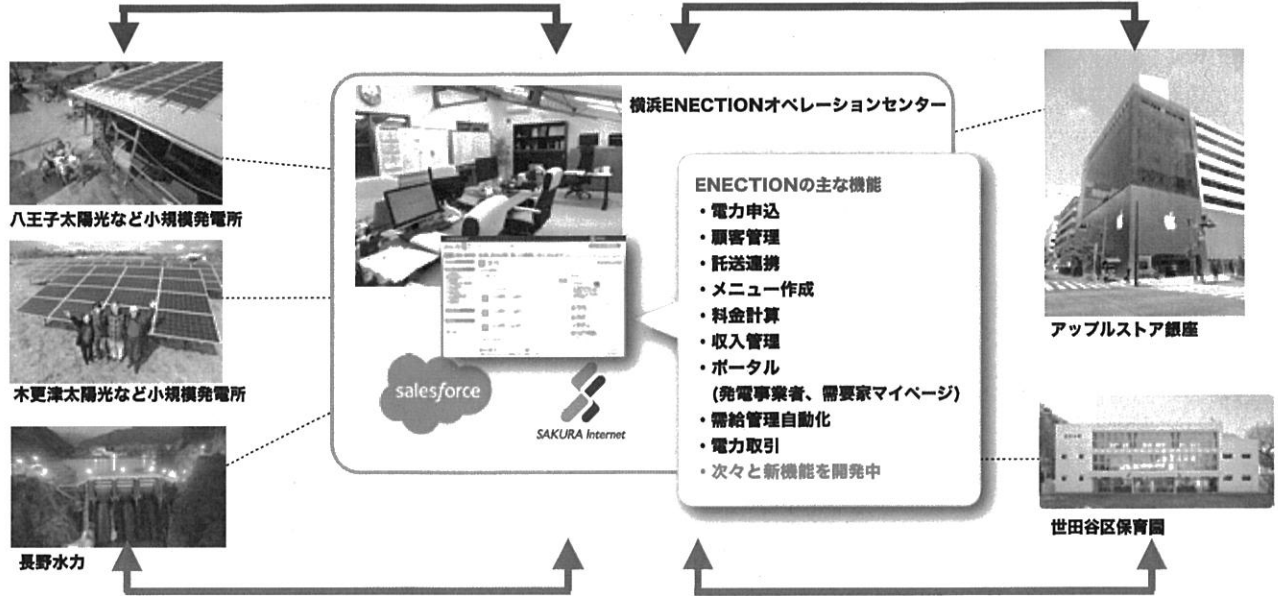 横浜ENECTIONオペレーションセンター
八王子太陽光など小規模発電所
木更津太陽光など小規模発電所
長野水力
salesforce
SAKURA Internet
ENECTIONの主な機能
・電力申込
・顧客管理
・託送連携
・メニュー作成
・料金計算
・収入管理
・ポータル
(発電事業者、需要家マイページ)
・需給管理自動化
・電力取引
・次々と新機能を開発中
アップルストア銀座
世田谷区保育園